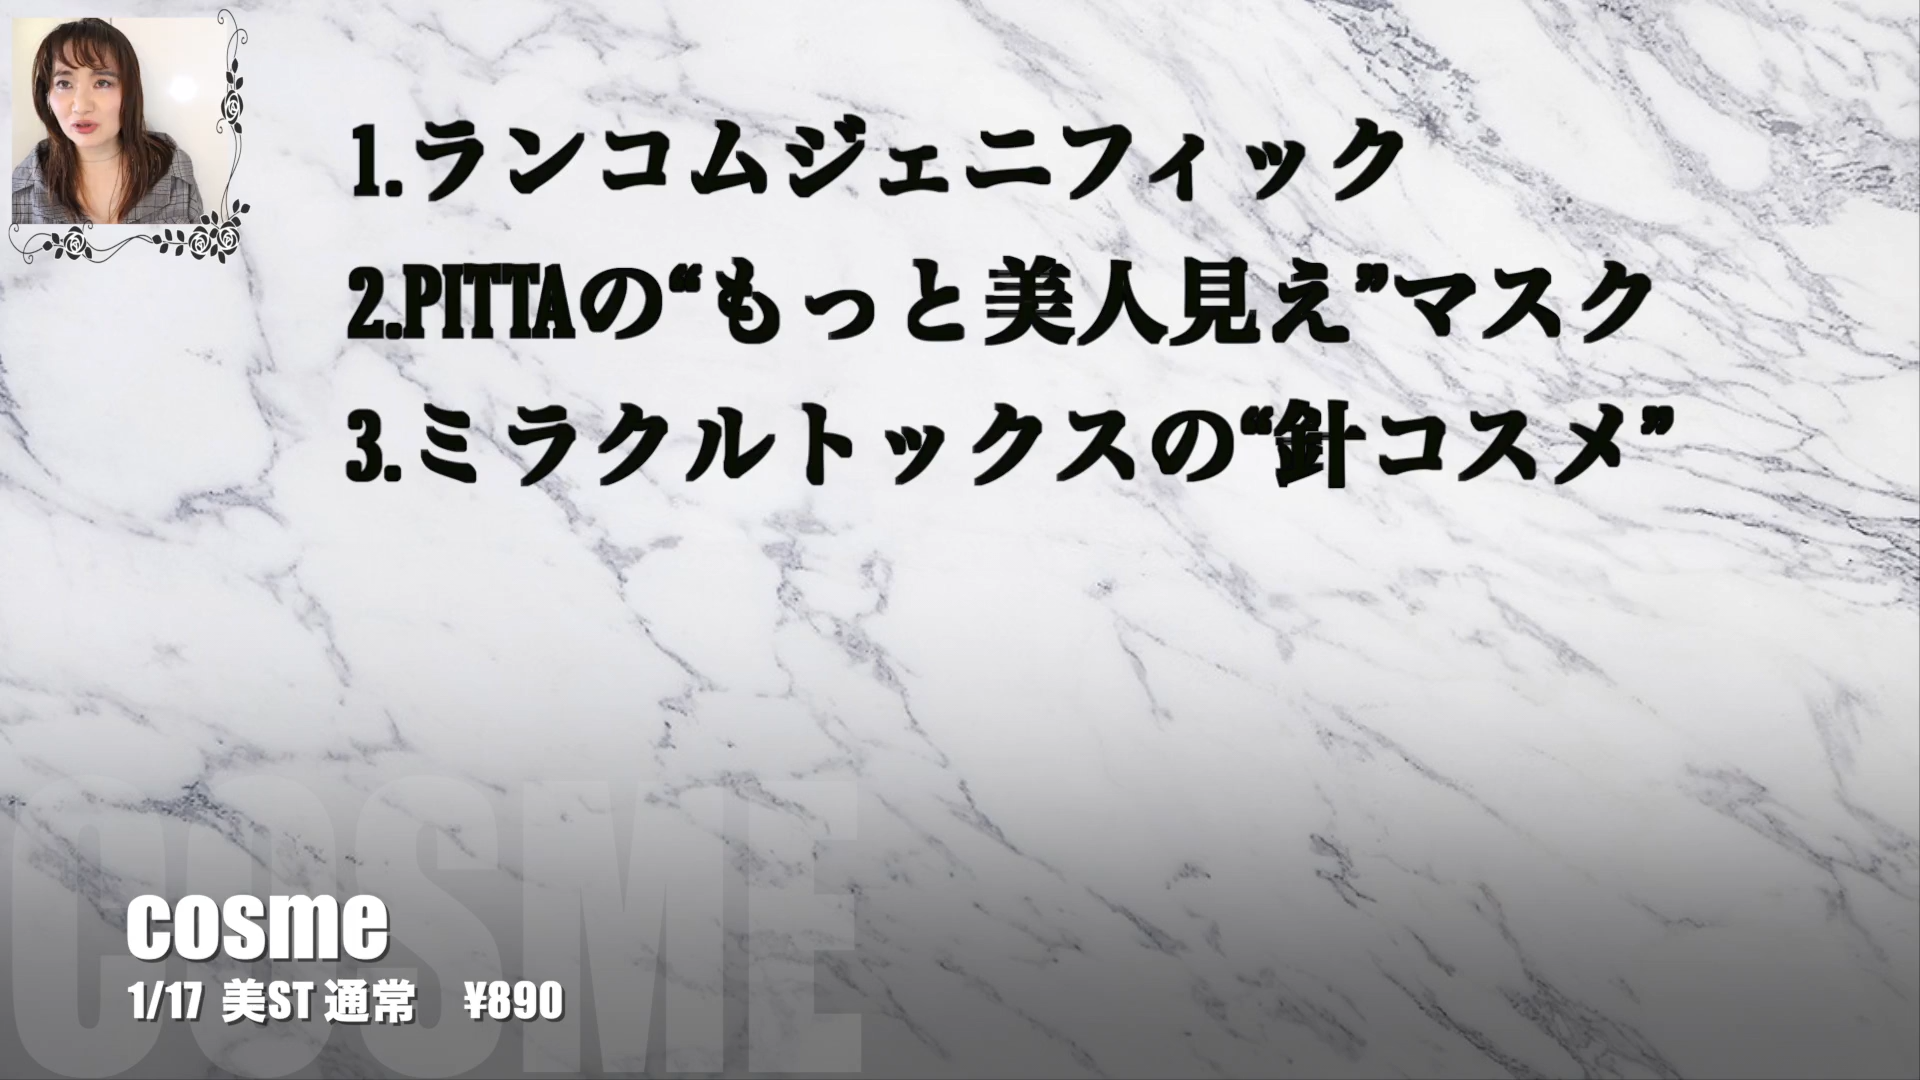 1.ランコムジェニフィック
2.PITTAの“もっと美人見え”マスク
3.ミラクルトックスの“針コスメ”
COSME
cosme
1/17 美ST 通常 ¥890